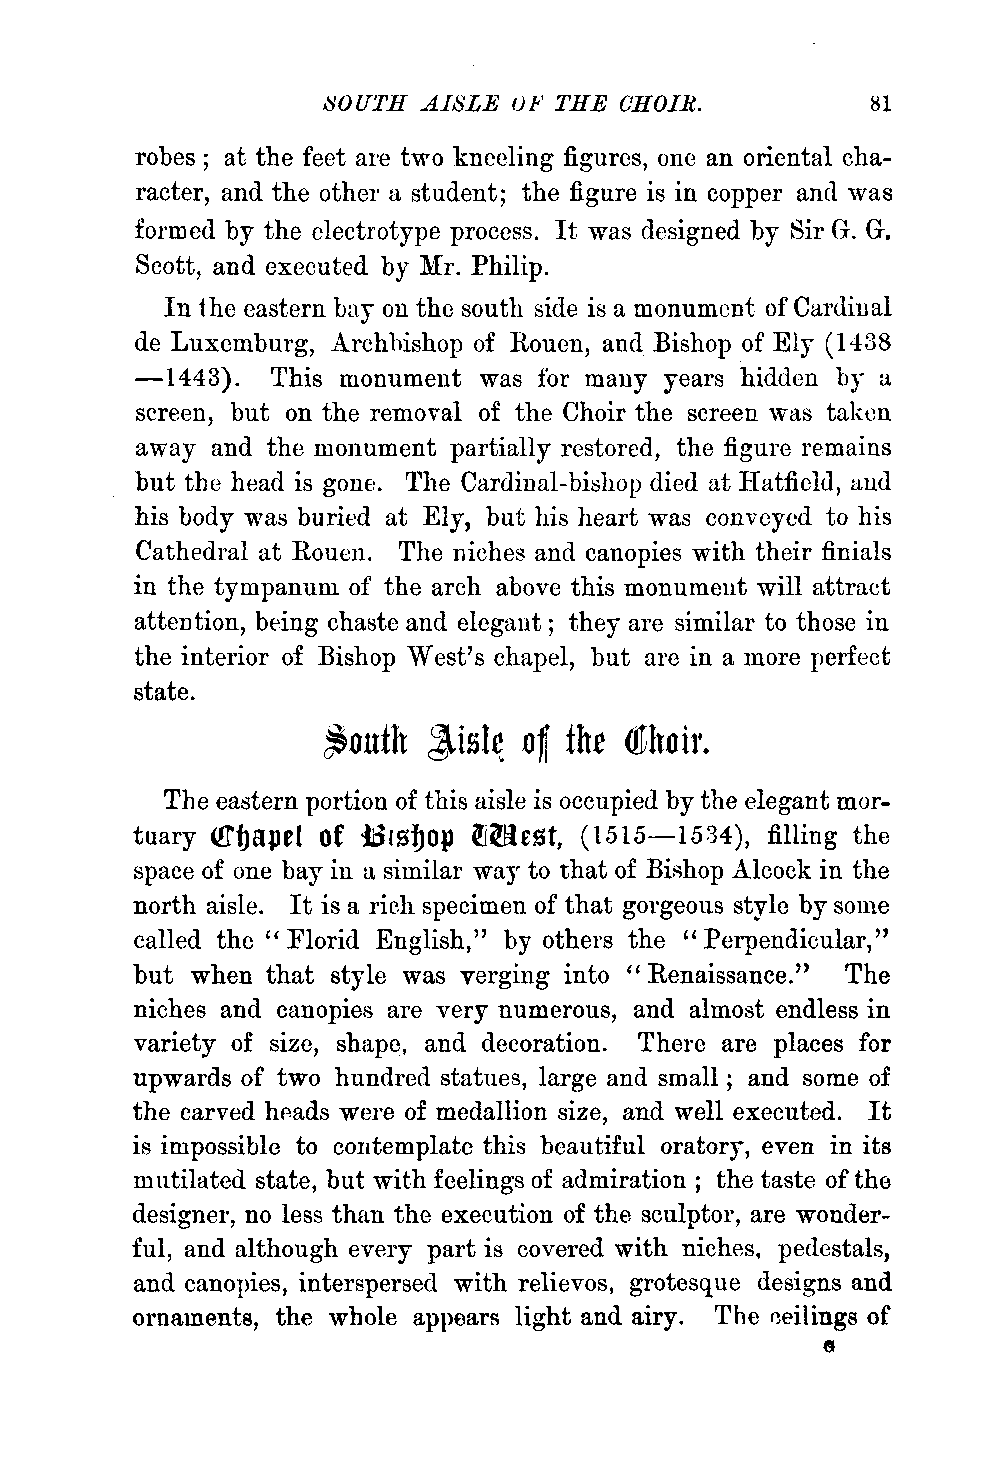 SOUTH AISLE OF THE CHOIR. 81
robes ; at the feet are two kneeling figures, one an oriental cha-
racter, and the other a student; the figure is in copper and was
formed by the electrotype process. It was designed by Sir G. G.
Scott, and executed by Mr. Philip.
In the eastern bay on the south side is a monument of Cardinal
de Luxemburg, Archbishop of Rouen, and Bishop of Ely (1438
—1443). This monument was for many years hidden by a
screen, but on the removal of the Choir the screen was taken
away and the monument partially restored, the figure remains
but the head is gone. The Cardinal-bishop died at Hatfield, and
his body was buried at Ely, but his heart was conveyed to his
Cathedral at Rouen. The niches and canopies with their finials
in the tympanum of the arch above this monument will attract
attention, being chaste and elegant ; they are similar to those in
the interior of Bishop West's chapel, but are in a more perfect
state.
South Aisle of the Choir.
The eastern portion of this aisle is occupied by the elegant mor-
tuary Chapel of Bishop West, (1515—1534), filling the
space of one bay in a similar way to that of Bishop Alcock in the
north aisle. It is a rich specimen of that gorgeous style by some
called the “ Florid English,” by others the “ Perpendicular,”
but when that style was verging into “ Renaissance.” The
niches and canopies are very numerous, and almost endless in
variety of size, shape, and decoration. There are places for
upwards of two hundred statues, large and small ; and some of
the carved heads were of medallion size, and well executed. It
is impossible to contemplate this beautiful oratory, even in its
mutilated state, but with feelings of admiration ; the taste of the
designer, no less than the execution of the sculptor, are wonder-
ful, and although every part is covered with niches, pedestals,
and canopies, interspersed with relievos, grotesque designs and
ornaments, the whole appears light and airy. The ceilings of
G